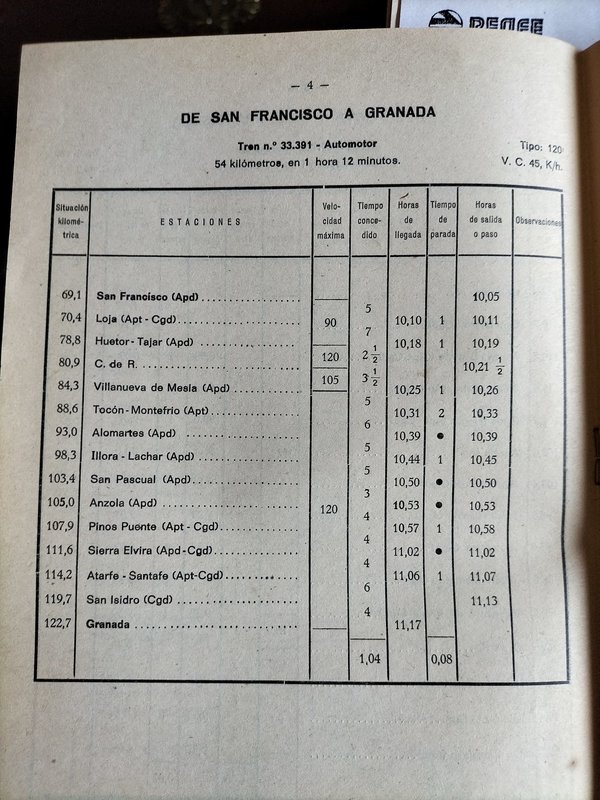 RENFE
— 4 —
DE SAN FRANCISCO A GRANADA
Tren n.º 33.391 - Automotor
Tipo: 120
54 kilómetros, en 1 hora 12 minutos.
V. C. 45, K/h.
Situación kilométrica ESTACIONES Velocidad máxima Tiempo concedido Horas de llegada Tiempo de parada Horas de salida o paso Observaciones
69,1 San Francisco (Apd) 10,05
5
70,4 Loja (Apt - Cgd) 90 10,10 1 10,11
7
78,8 Huetor - Tajar (Apd) 10,18 1 10,19
120 2 1/2
80,9 C. de R. 10,21 1/2
105 3 1/2
84,3 Villanueva de Mesía (Apd) 10,25 1 10,26
5
88,6 Tocón - Montefrío (Apt) 10,31 2 10,33
6
93,0 Alomartes (Apd) 10,39 ● 10,39
5
98,3 Illora - Lachar (Apd) 10,44 1 10,45
5
103,4 San Pascual (Apd) 10,50 ● 10,50
3
105,0 Anzola (Apd) 120 10,53 ● 10,53
4
107,9 Pinos Puente (Apt - Cgd) 10,57 1 10,58
4
111,6 Sierra Elvira (Apd-Cgd) 11,02 ● 11,02
4
114,2 Atarfe - Santafe (Apt-Cgd) 11,06 1 11,07
6
119,7 San Isidro (Cgd) 11,13
4
122,7 Granada 11,17
1,04 0,08